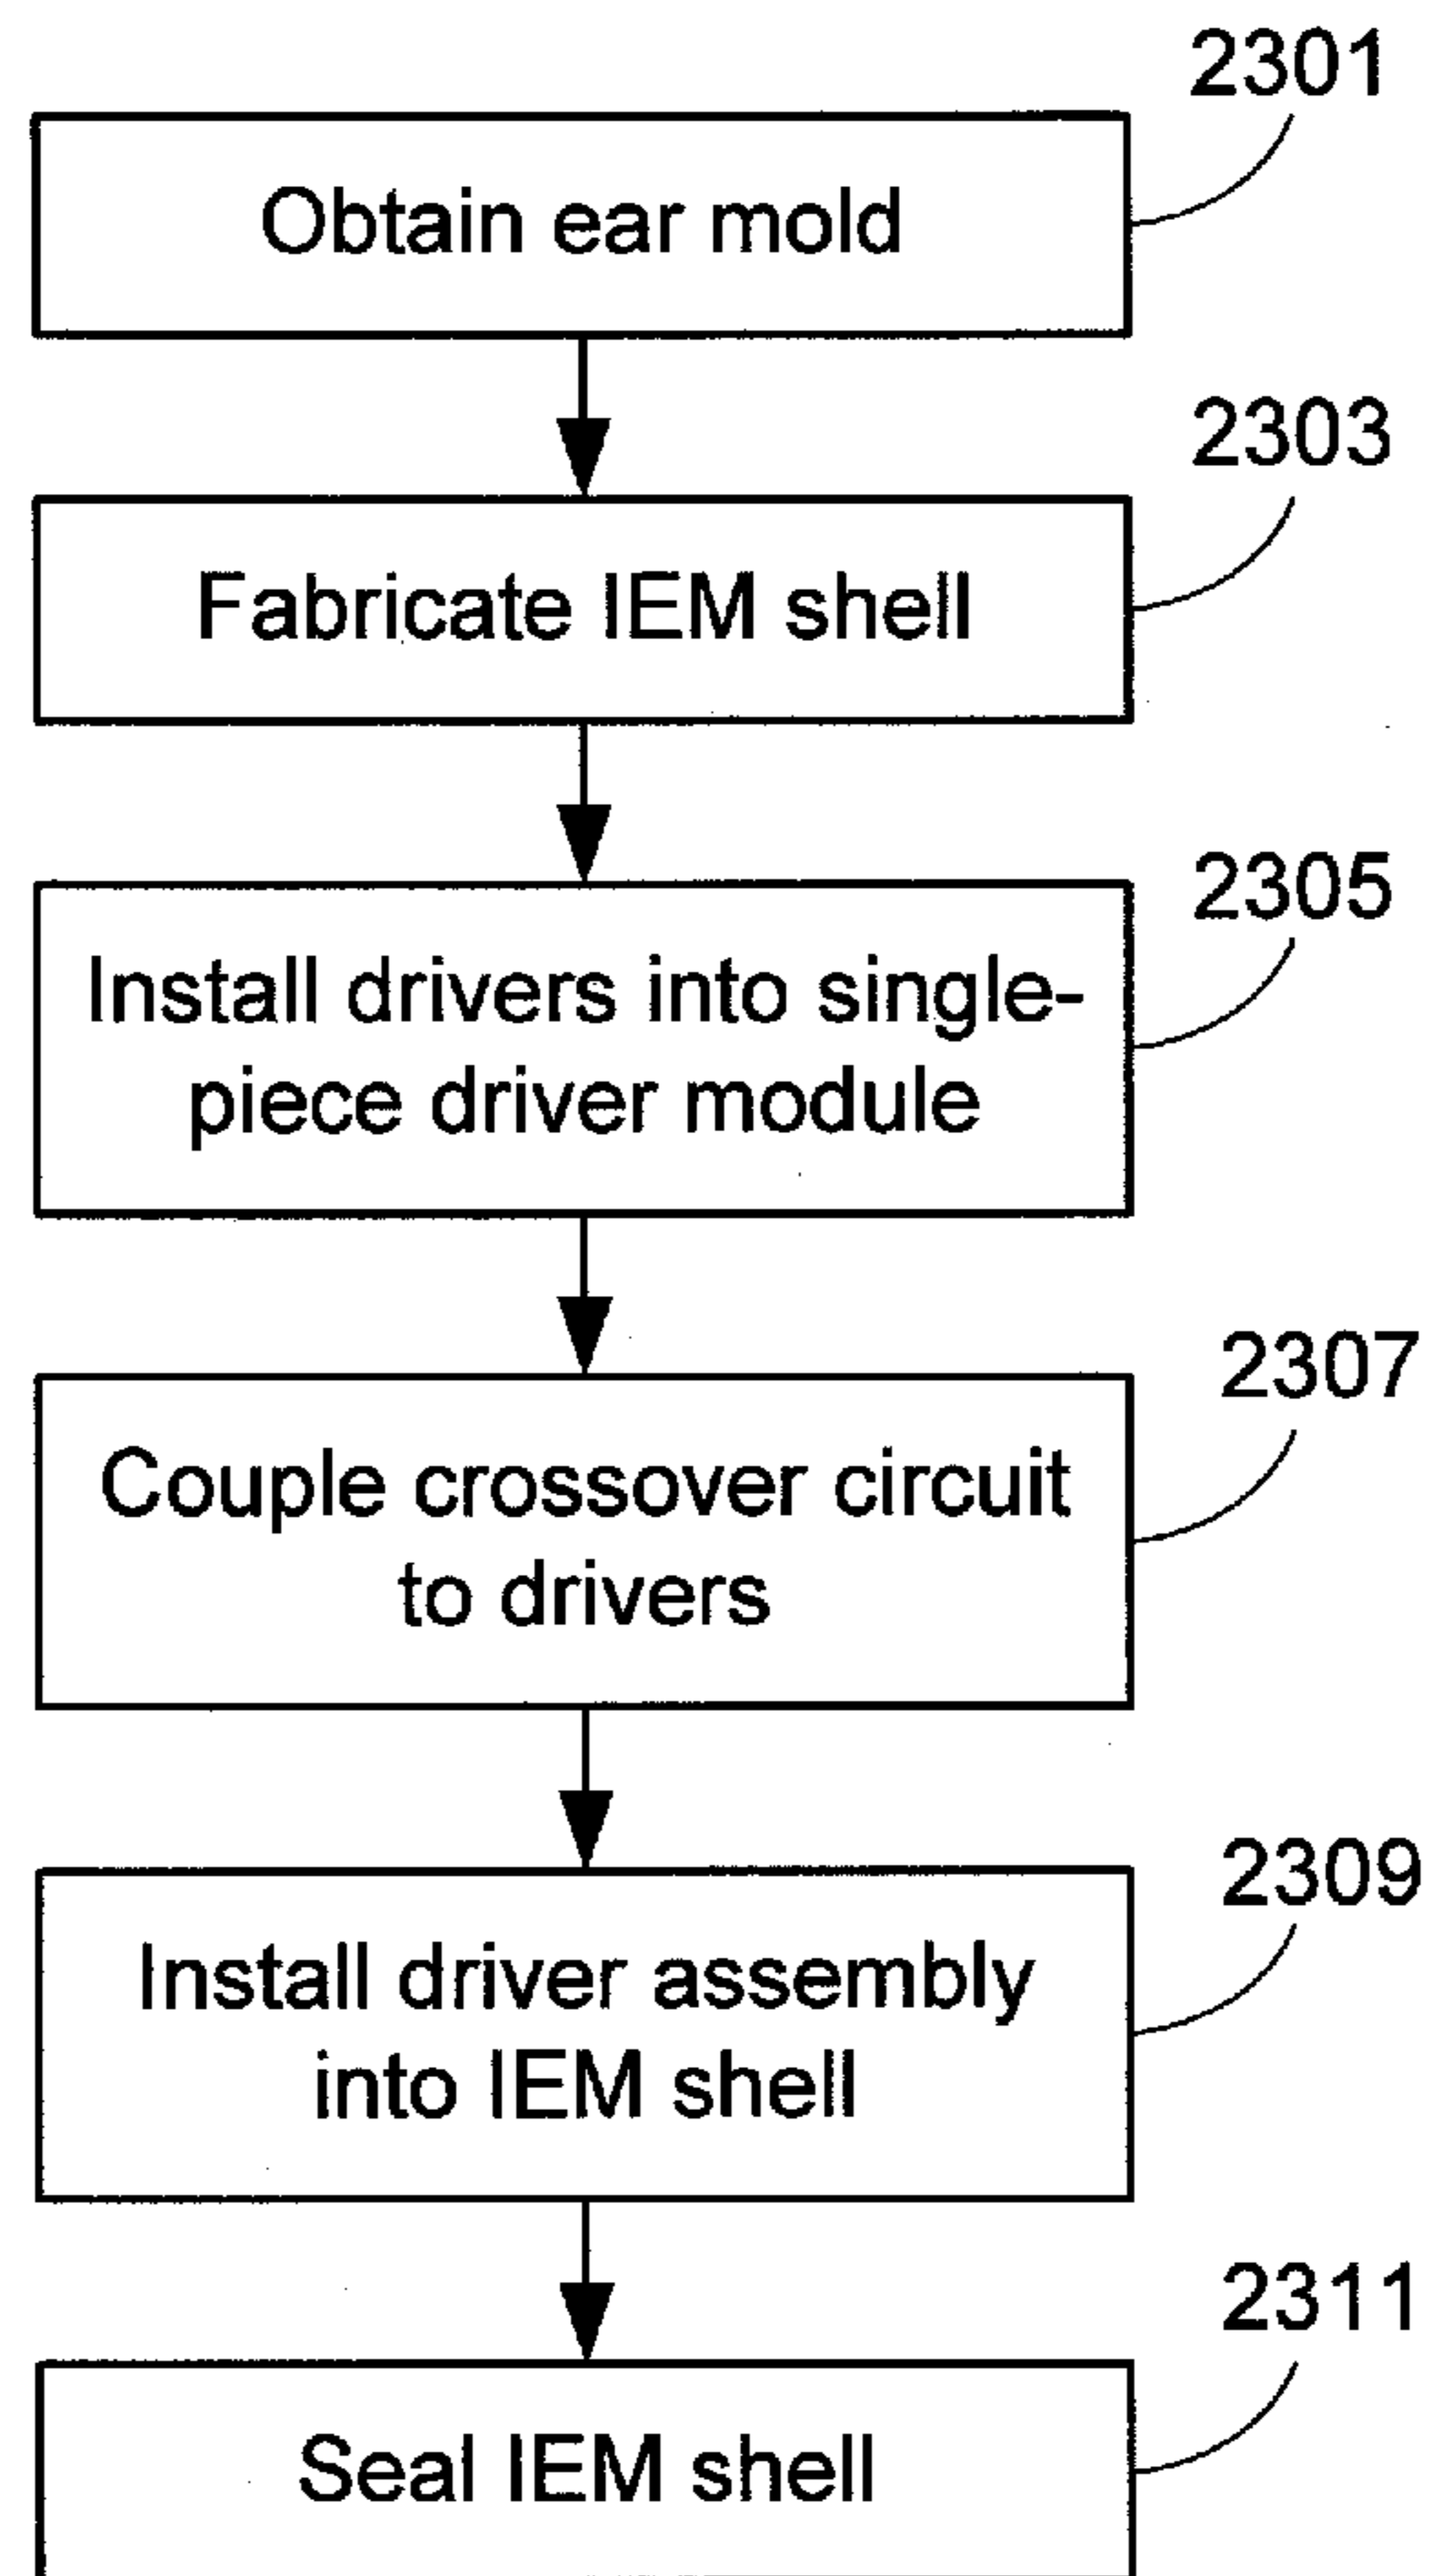 2301
Obtain ear mold
2303
Fabricate IEM shell
2305
Install drivers into single-
piece driver module
2307
Couple crossover circuit
to drivers
2309
Install driver assembly
into IEM shell
2311
Seal IEM shell